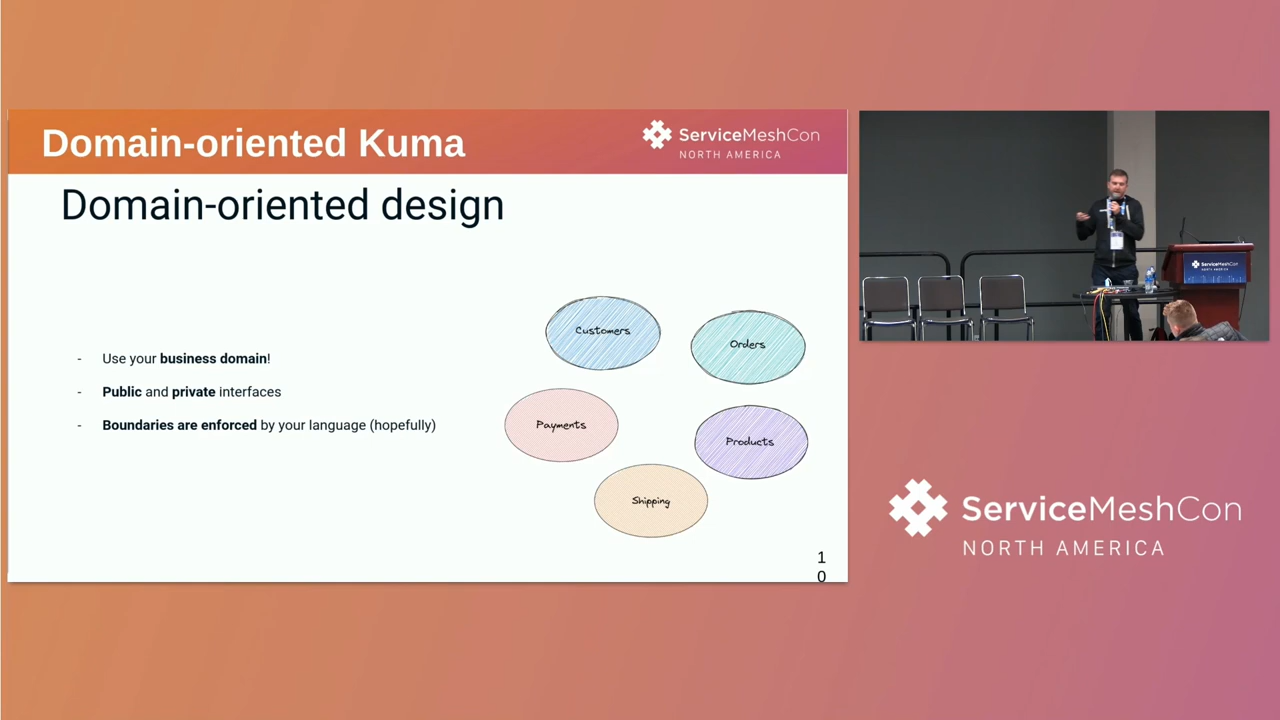 Domain-oriented Kuma
ServiceMeshCon
NORTH AMERICA
Domain-oriented design
- Use your business domain!
- Public and private interfaces
- Boundaries are enforced by your language (hopefully)
Customers
Orders
Payments
Products
Shipping
1
0
ServiceMeshCon
NORTH AMERICA
ServiceMeshCon
NORTH AMERICA